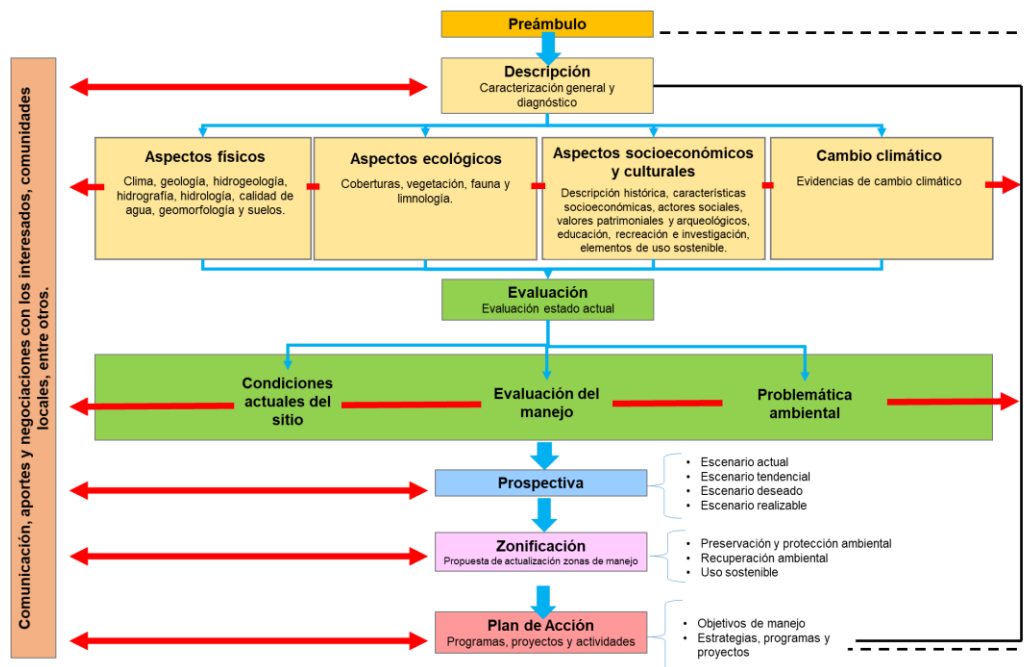 Preámbulo
Comunicación, aportes y negociaciones con los interesados, comunidades
locales, entre otros.
Descripción
Caracterización general y
diagnóstico
Aspectos físicos
Clima, geología, hidrogeología,
hidrografía, hidrología, calidad de
agua, geomorfología y suelos.
Aspectos ecológicos
Coberturas, vegetación, fauna y
limnología.
Aspectos socioeconómicos
y culturales
Descripción histórica, características
socioeconómicas, actores sociales,
valores patrimoniales y arqueológicos,
educación, recreación e investigación,
elementos de uso sostenible.
Cambio climático
Evidencias de cambio climático
Evaluación
Evaluación estado actual
Condiciones
actuales del
sitio
Evaluación del
manejo
Problemática
ambiental
Prospectiva
• Escenario actual
• Escenario tendencial
• Escenario deseado
• Escenario realizable
Zonificación
Propuesta de actualización zonas de manejo
• Preservación y protección ambiental
• Recuperación ambiental
• Uso sostenible
Plan de Acción
Programas, proyectos y actividades
• Objetivos de manejo
• Estrategias, programas y
proyectos